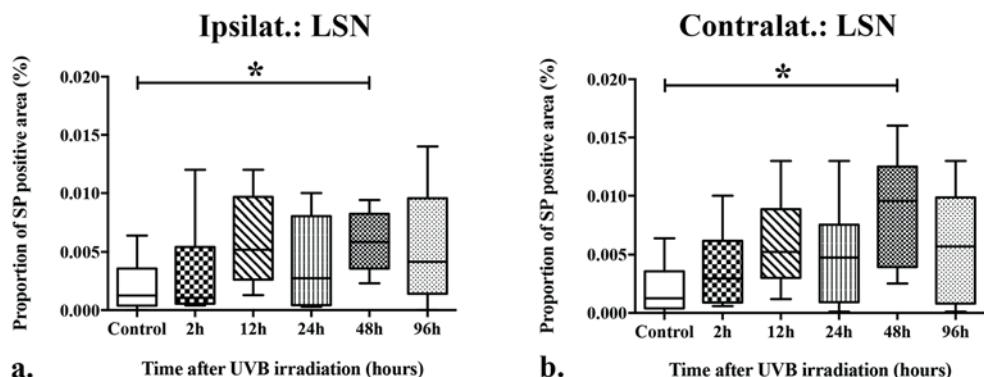 Ipsilat.: LSN
Proportion of SP positive area (%)
0.020
0.015
0.010
0.005
0.000
*
Control 2h 12h 24h 48h 96h
Time after UVB irradiation (hours)
a.
Contralat.: LSN
Proportion of SP positive area (%)
0.020
0.015
0.010
0.005
0.000
*
Control 2h 12h 24h 48h 96h
Time after UVB irradiation (hours)
b.